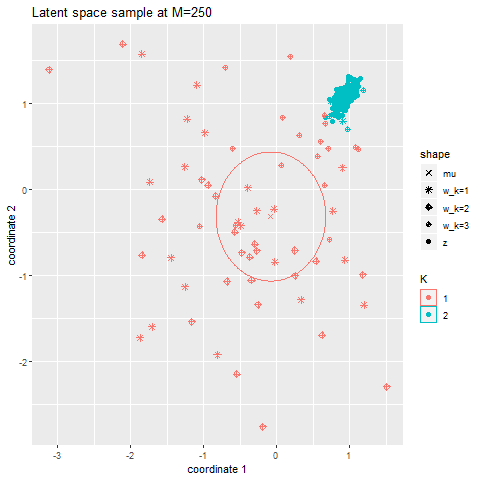 Latent space sample at M=250
coordinate 2
1
0
-1
-2
-3
-2
-1
0
1
coordinate 1
shape
mu
w_k=1
w_k=2
w_k=3
z
K
1
2